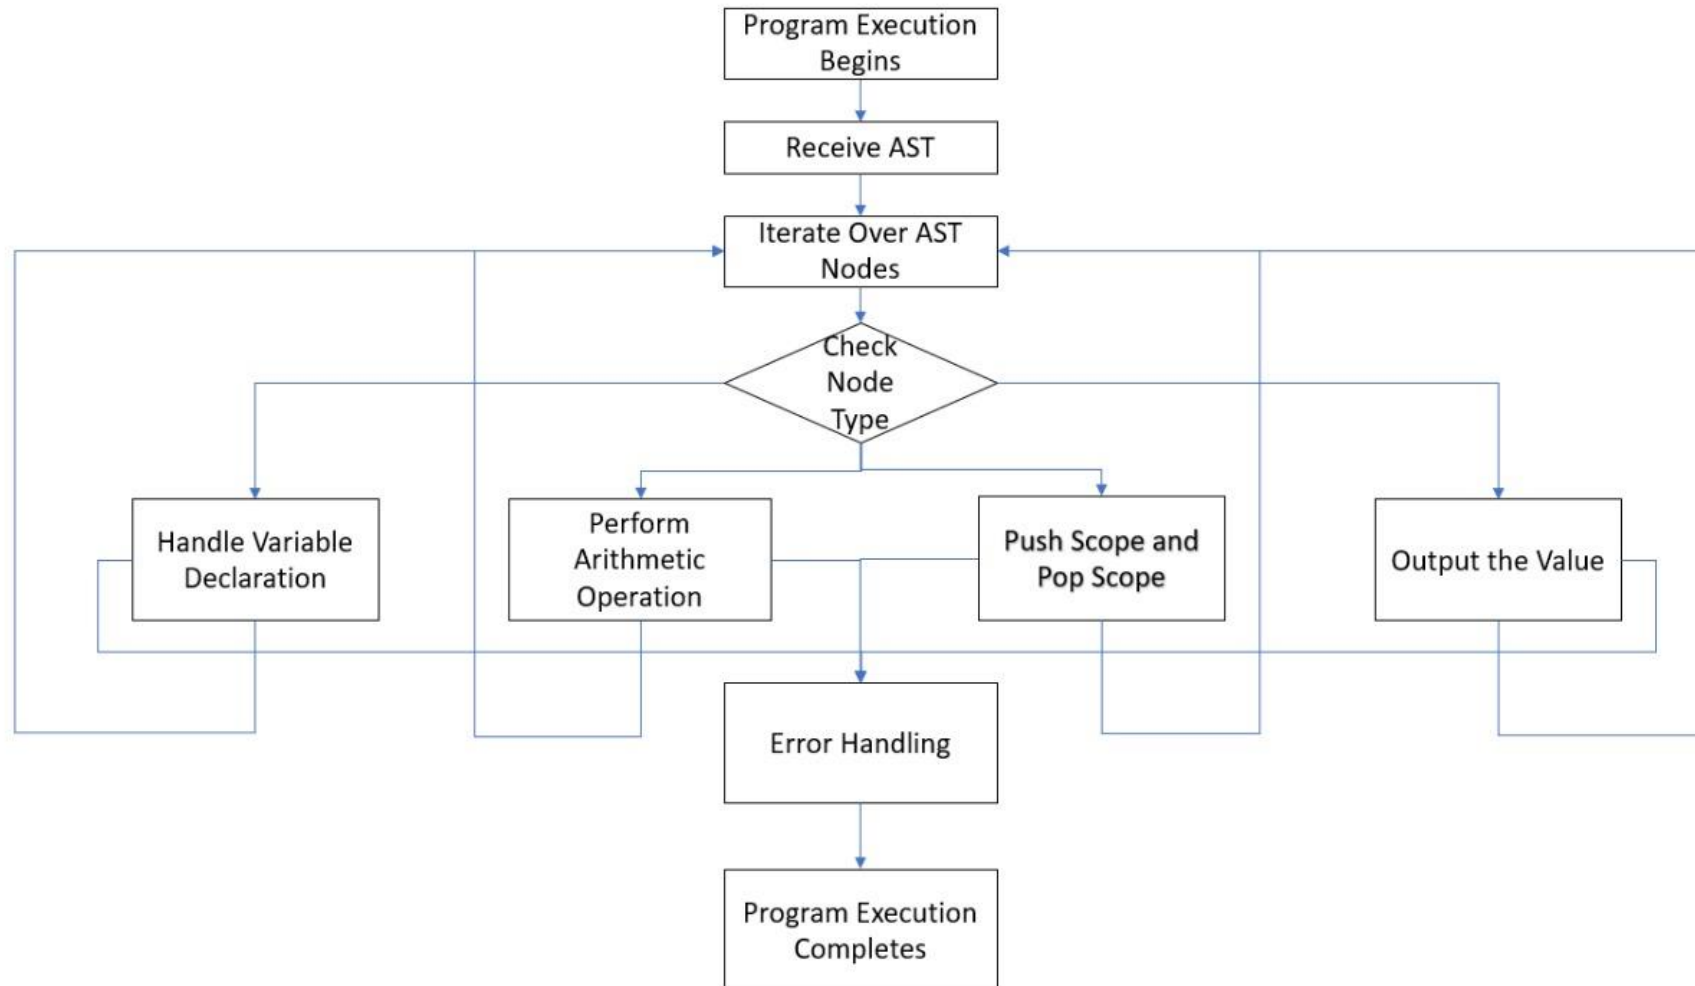 Program Execution
Begins
Receive AST
Iterate Over AST
Nodes
Check
Node
Type
Handle Variable
Declaration
Perform
Arithmetic
Operation
Push Scope and
Pop Scope
Output the Value
Error Handling
Program Execution
Completes